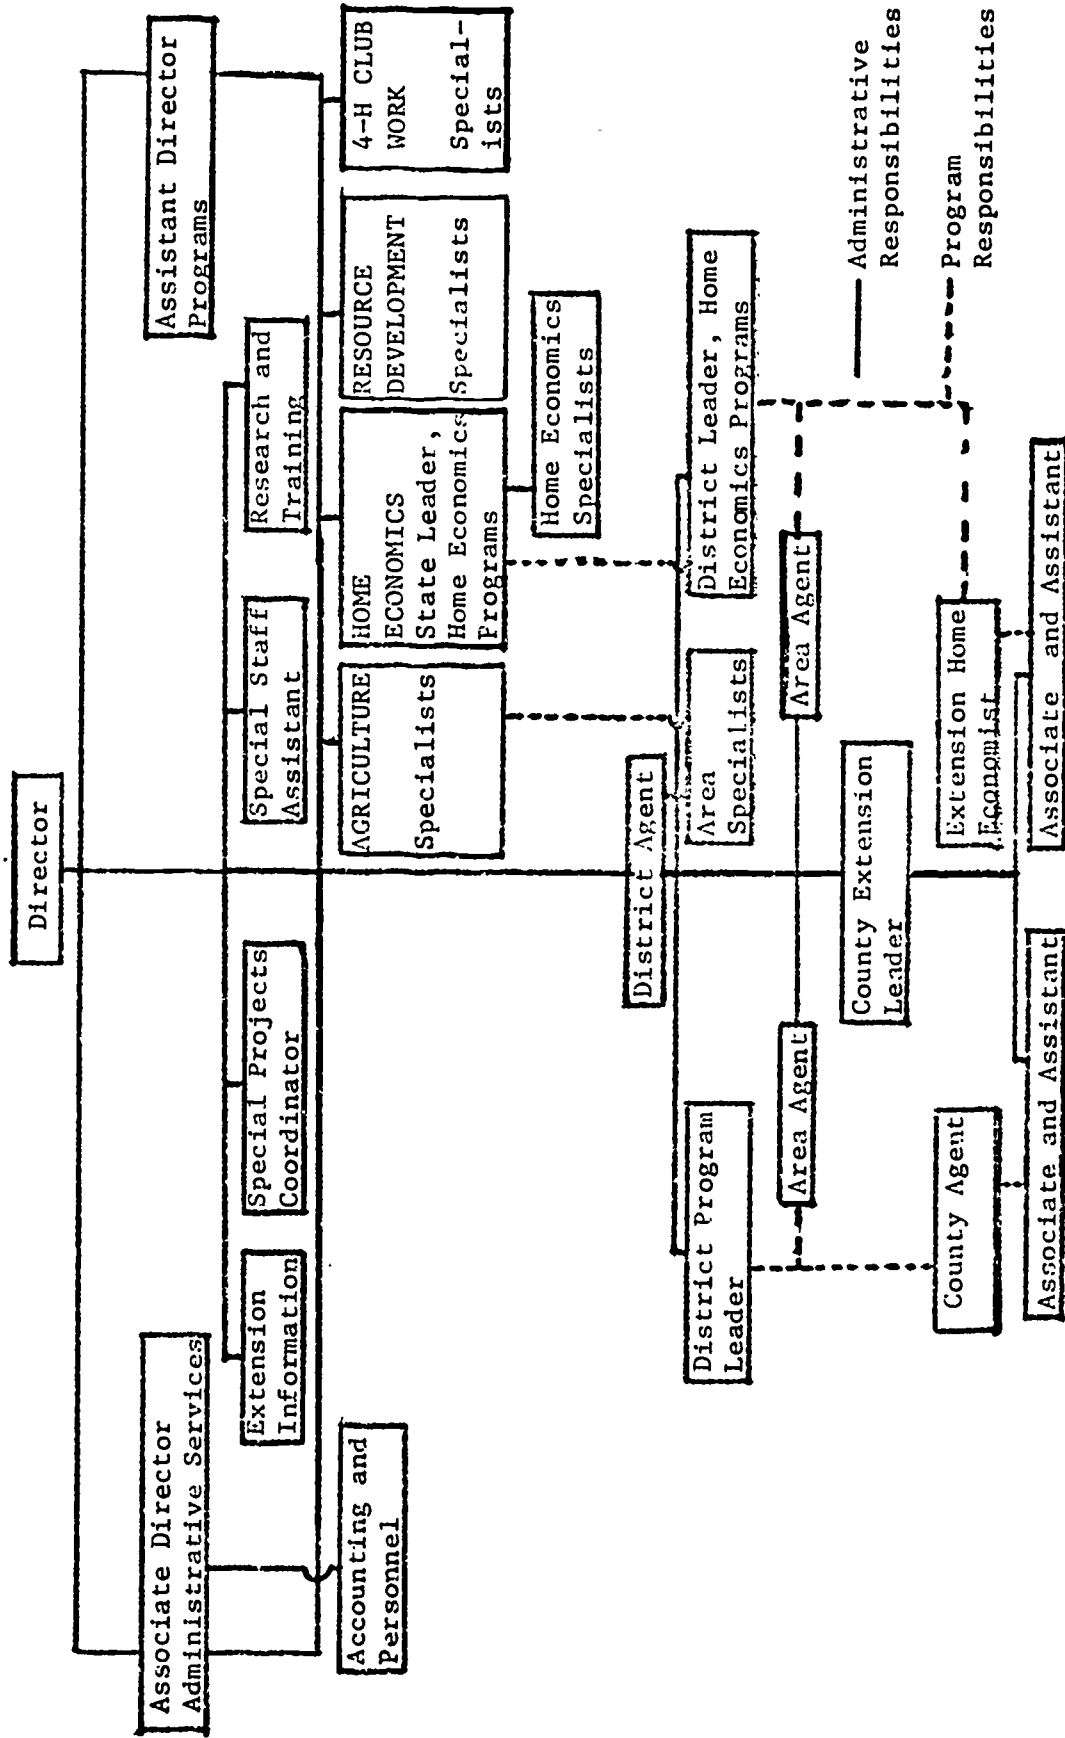 Director
Associate Director
Administrative Services
Assistant Director
Programs
Extension
Information
Special Projects
Coordinator
Special Staff
Assistant
Research and
Training
Accounting and
Personnel
AGRICULTURE
Specialists
HOME
ECONOMICS
State Leader,
Home Economics
Programs
RESOURCE
DEVELOPMENT
Specialists
4-H CLUB
WORK
Special-
ists
Home Economics
Specialists
District Agent
District Program
Leader
Area
Specialists
District Leader, Home
Economics Programs
Area Agent
Area Agent
County Extension
Leader
County Agent
Extension Home
Economist
Associate and Assistant
Associate and Assistant
Administrative
Responsibilities
Program
Responsibilities